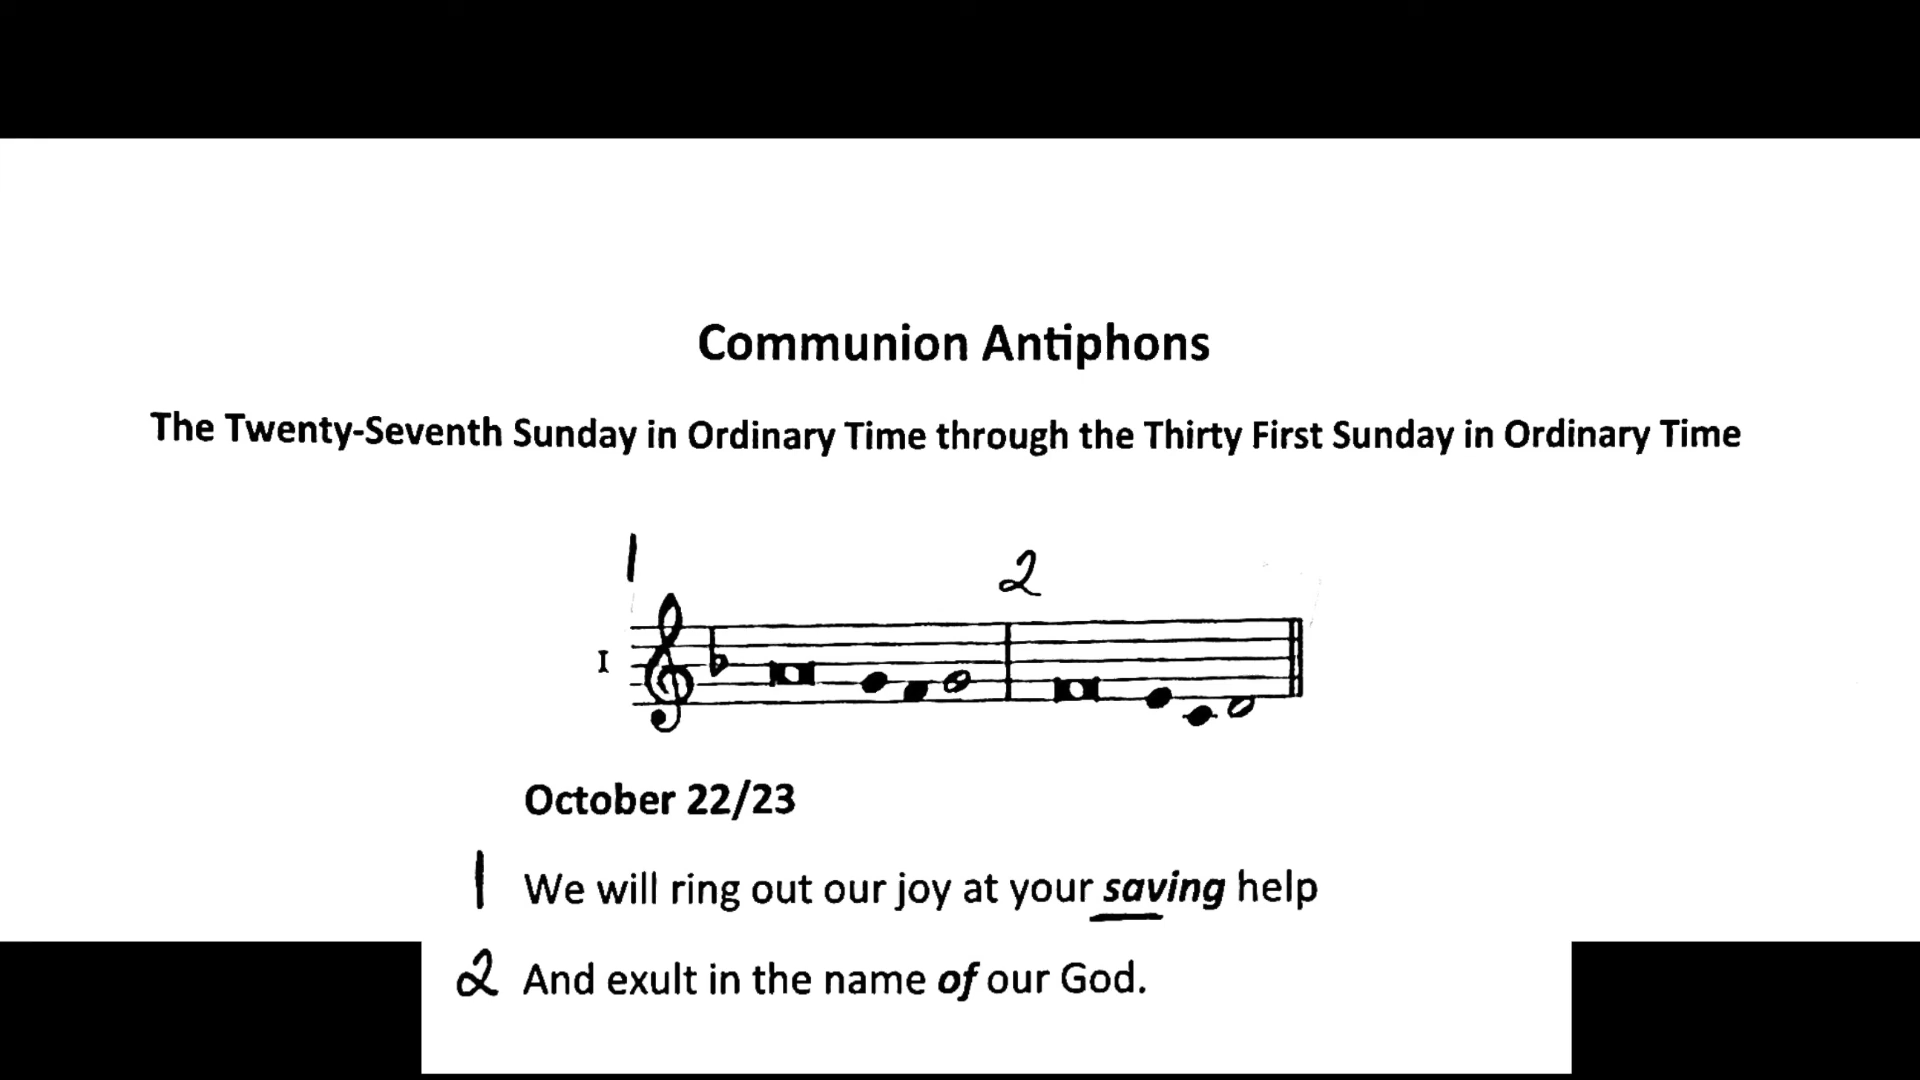 Communion Antiphons
The Twenty-Seventh Sunday in Ordinary Time through the Thirty First Sunday in Ordinary Time
1
2
I
October 22/23
1 We will ring out our joy at your saving help
2 And exult in the name of our God.